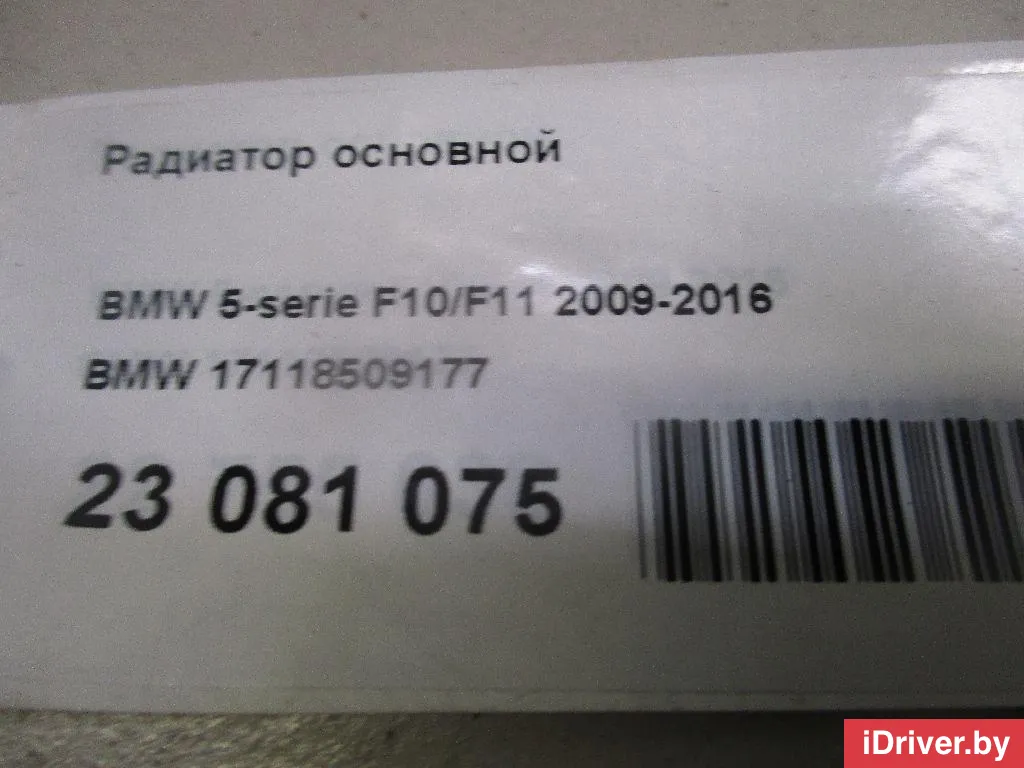 Радиатор основной
BMW 5-serie F10/F11 2009-2016
BMW 17118509177
23 081 075
iDriver.by